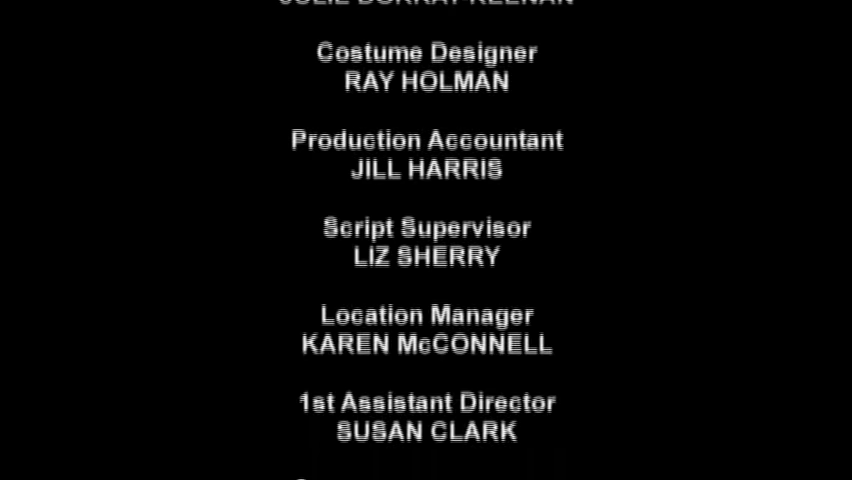 Costume Designer
RAY HOLMAN
Production Accountant
JILL HARRIS
Script Supervisor
LIZ SHERRY
Location Manager
KAREN McCONNELL
1st Assistant Director
SUSAN CLARK